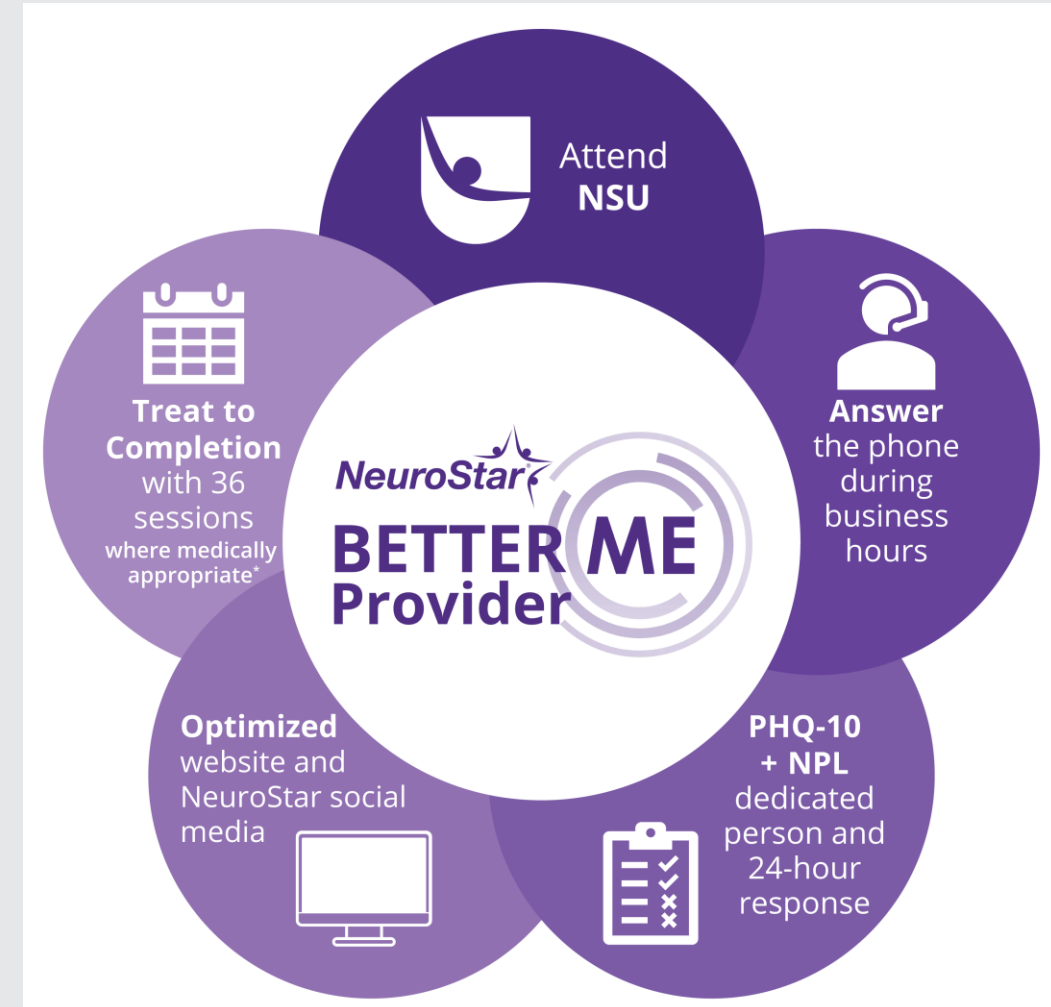 Attend
NSU
Answer
the phone
during
business
hours
PHQ-10
+ NPL
dedicated
person and
24-hour
response
Optimized
website and
NeuroStar social
media
Treat to
Completion
with 36
sessions
where medically
appropriate*
NeuroStar®
BETTER ME
Provider